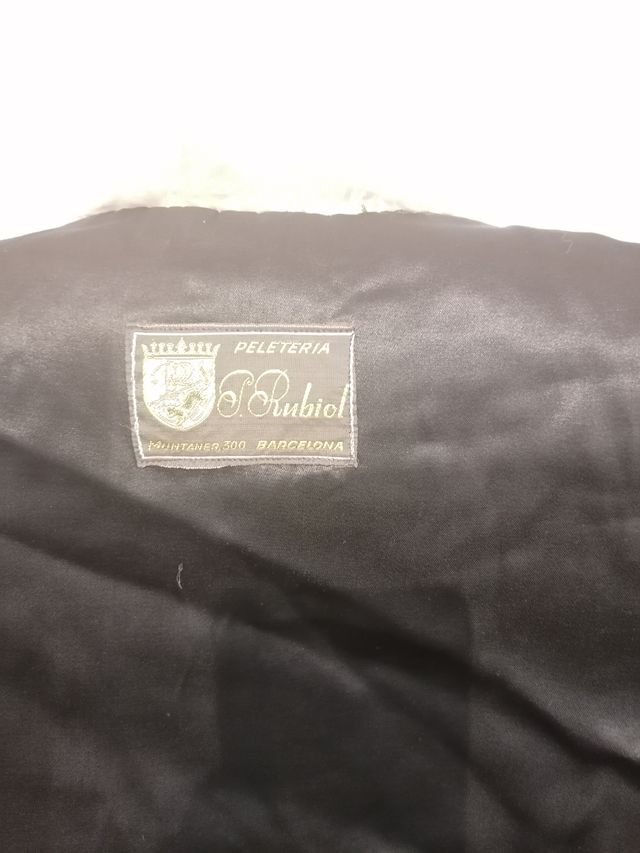 PELETERIA
P. Rubiol
MUNTANER, 300 BARCELONA